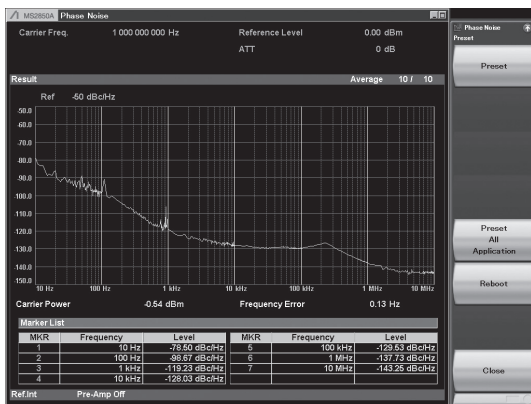 MS2850A Phase Noise
Carrier Freq. 1 000 000 000 Hz Reference Level 0.00 dBm
ATT 0 dB
Result Average 10 / 10
Ref -50 dBc/Hz
-50.0
-60.0
-70.0
-80.0
-90.0
-100.0
-110.0
-120.0
-130.0
-140.0
-150.0
10 Hz 100 Hz 1 kHz 10 kHz 100 kHz 1 MHz 10 MHz
Carrier Power -0.54 dBm Frequency Error 0.13 Hz
Marker List
MKR Frequency Level MKR Frequency Level
1 10 Hz -78.50 dBc/Hz 5 100 kHz -129.53 dBc/Hz
2 100 Hz -98.67 dBc/Hz 6 1 MHz -137.73 dBc/Hz
3 1 kHz -119.23 dBc/Hz 7 10 MHz -143.25 dBc/Hz
4 10 kHz -128.03 dBc/Hz
Ref.Int Pre-Amp Off
Phase Noise
Preset
Preset
Preset
All
Application
Reboot
Close